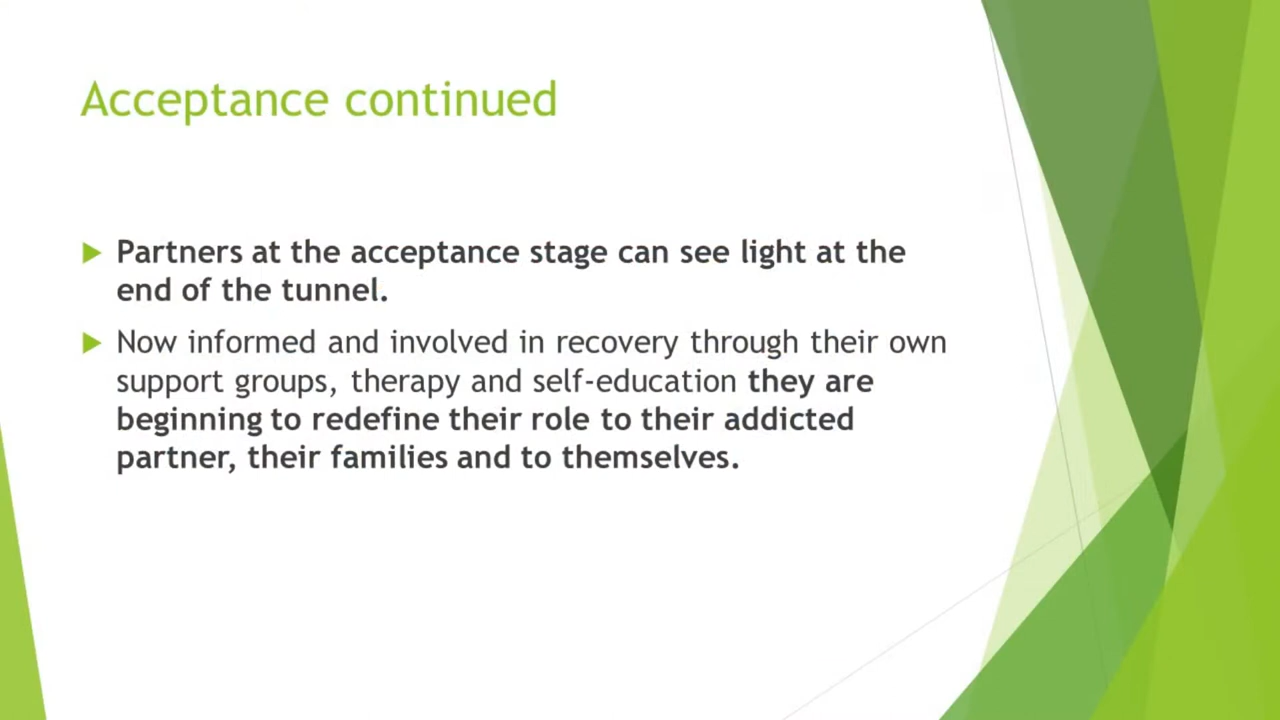 Acceptance continued
Partners at the acceptance stage can see light at the
end of the tunnel.
Now informed and involved in recovery through their own
support groups, therapy and self-education they are
beginning to redefine their role to their addicted
partner, their families and to themselves.